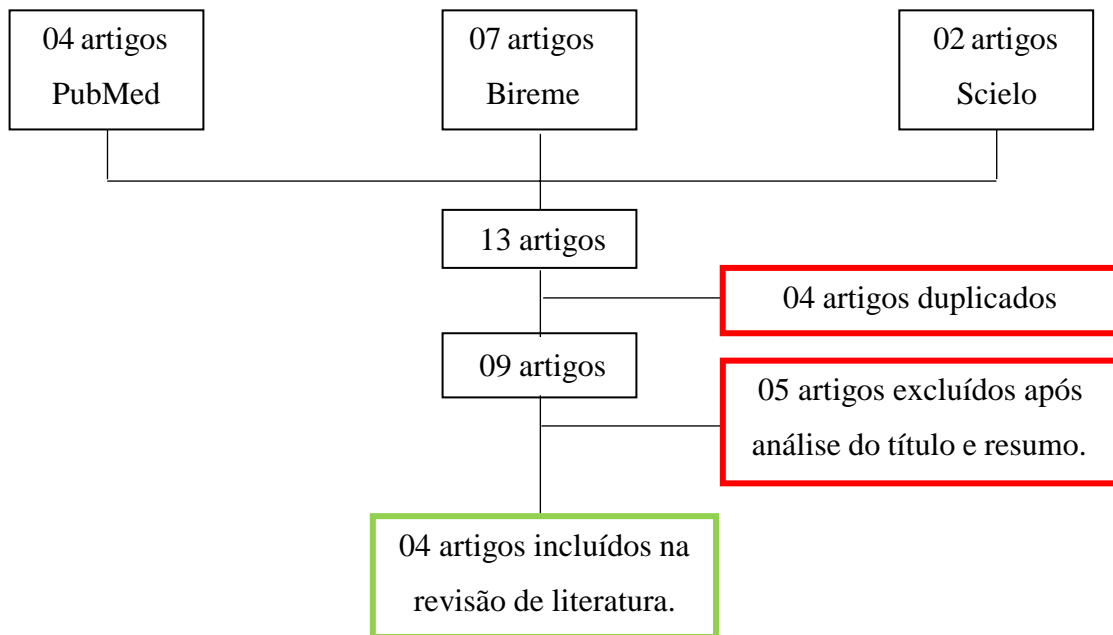 04 artigos
PubMed
07 artigos
Bireme
02 artigos
Scielo
13 artigos
04 artigos duplicados
09 artigos
05 artigos excluídos após
análise do título e resumo.
04 artigos incluídos na
revisão de literatura.